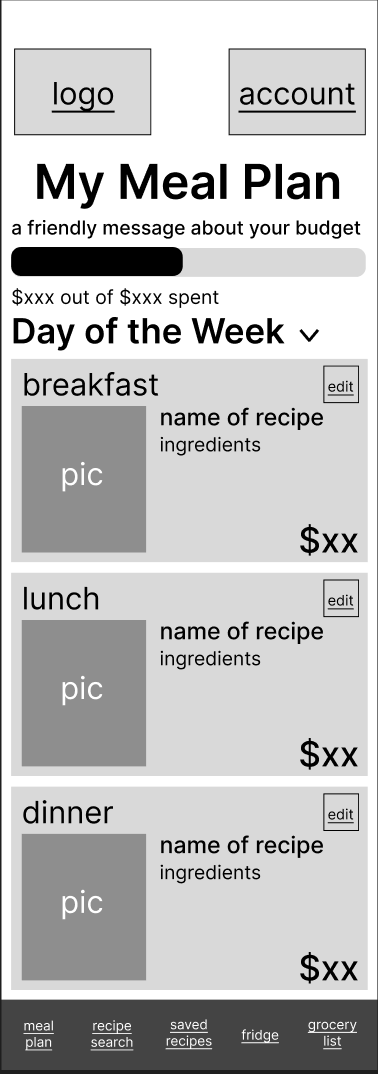 logo
account
My Meal Plan
a friendly message about your budget
$xxx out of $xxx spent
Day of the Week
breakfast
edit
pic
name of recipe
ingredients
$xx
lunch
edit
pic
name of recipe
ingredients
$xx
dinner
edit
pic
name of recipe
ingredients
$xx
meal
plan
recipe
search
saved
recipes
fridge
grocery
list